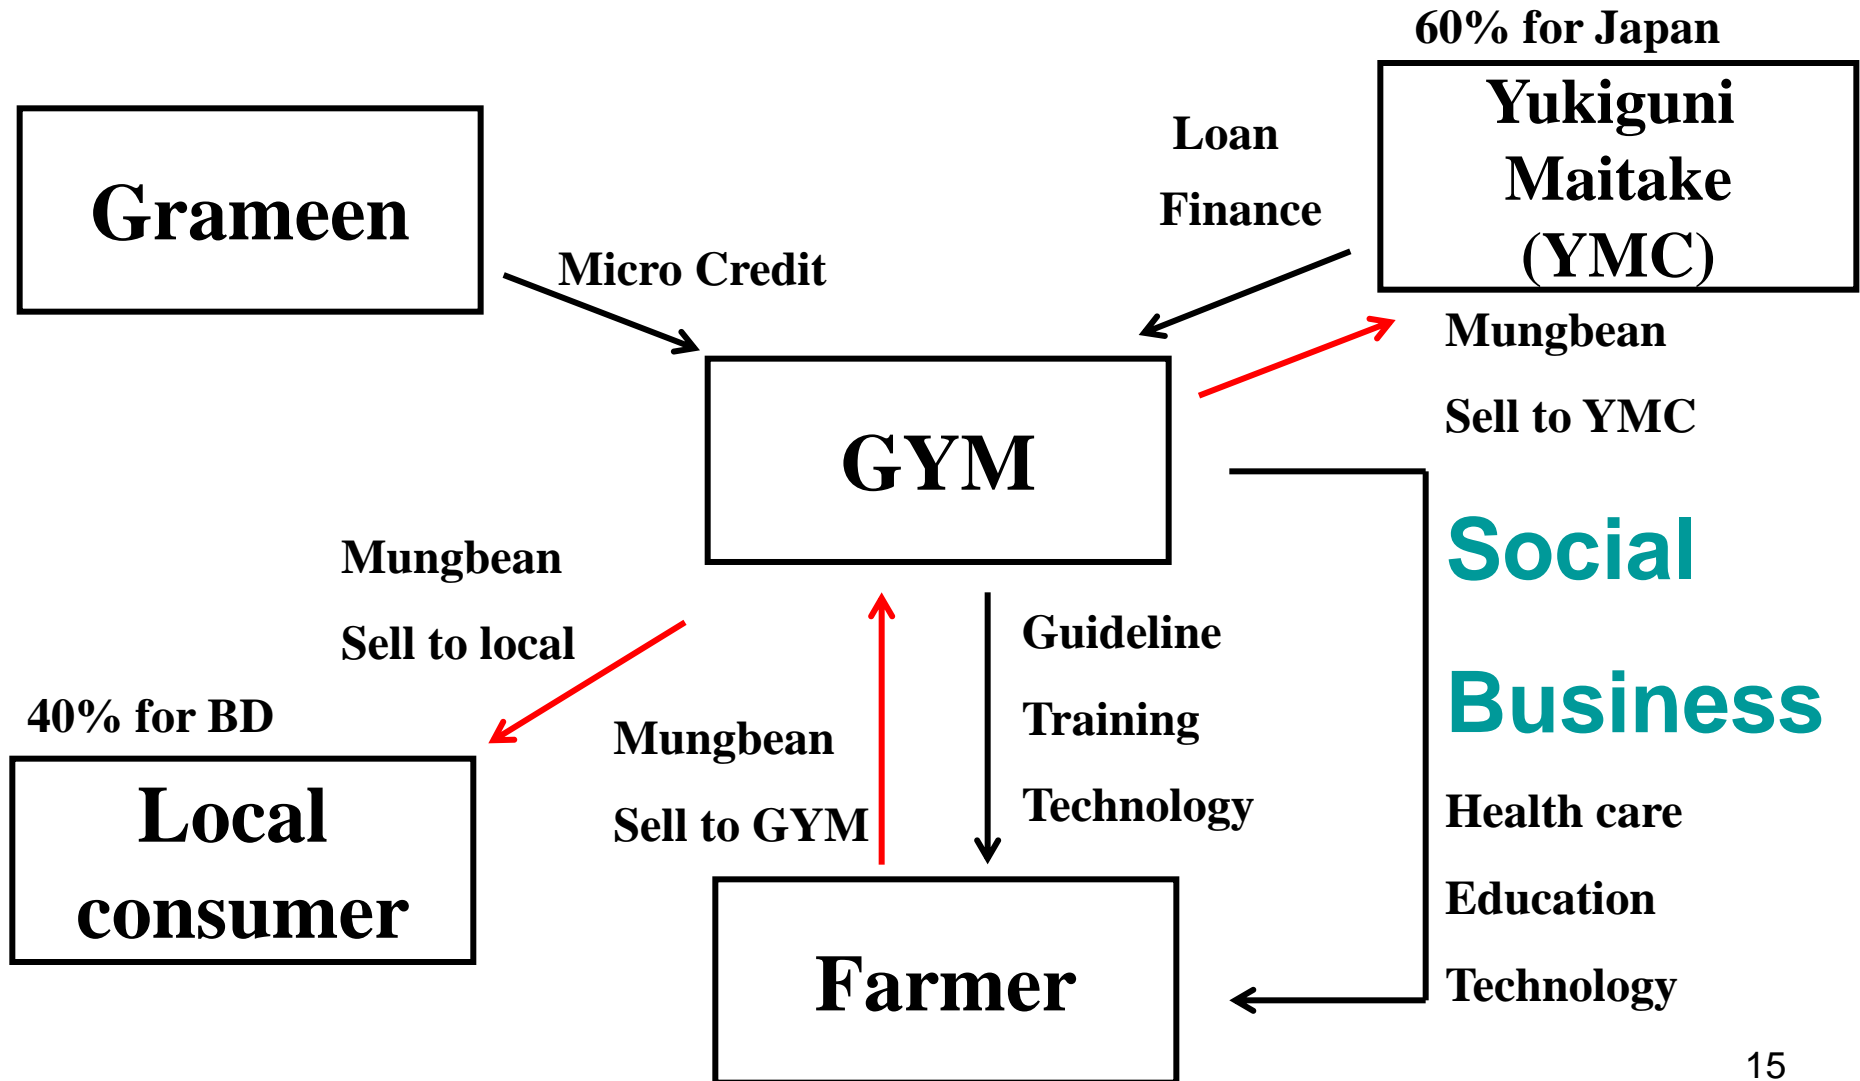 60% for Japan
Yukiguni
Maitake
(YMC)
Grameen
Loan
Finance
Micro Credit
Mungbean
Sell to YMC
GYM
Social
Business
Health care
Education
Technology
Mungbean
Sell to local
40% for BD
Local
consumer
Mungbean
Sell to GYM
Guideline
Training
Technology
Farmer
15